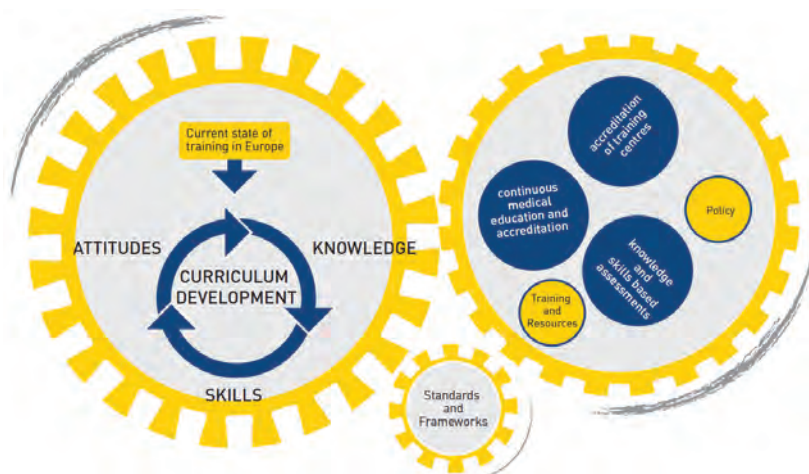 Current state of
training in Europe
ATTITUDES
KNOWLEDGE
CURRICULUM
DEVELOPMENT
SKILLS
Standards
and
Frameworks
accreditation
of training
centres
continuous
medical
education and
accreditation
Policy
knowledge
and
skills based
assessments
Training
and
Resources